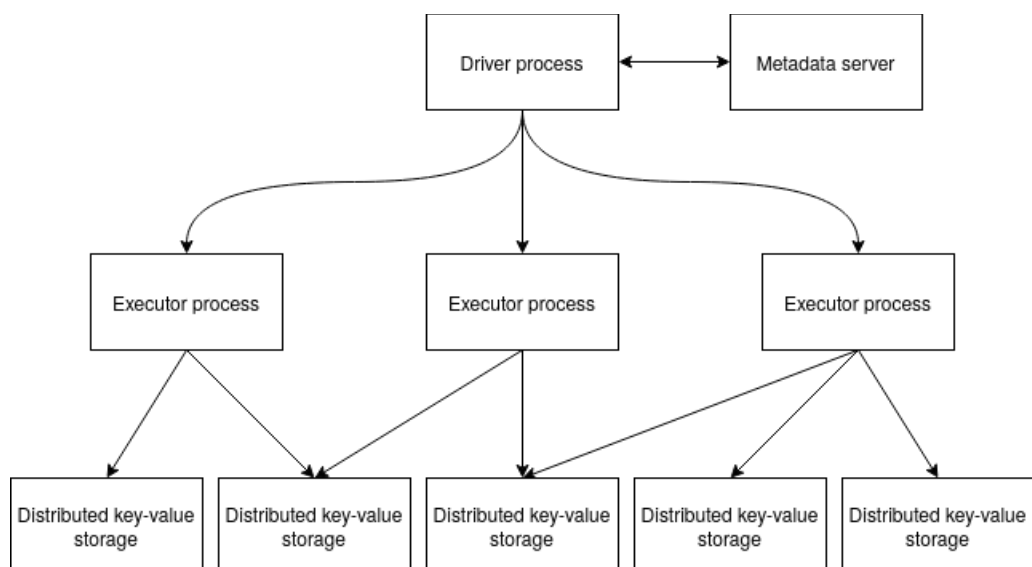 Driver process
Metadata server
Executor process
Executor process
Executor process
Distributed key-value
storage
Distributed key-value
storage
Distributed key-value
storage
Distributed key-value
storage
Distributed key-value
storage